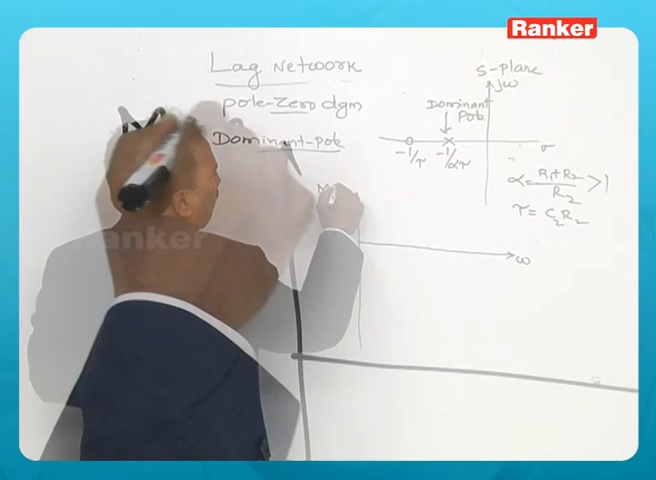 Ranker
Lag Network
pole-Zero dgm
Dominant-pole
S-plane
jω
Dominant
Pole
σ
-1/τ
-1/ατ
α = R1+R2 / R2 > 1
τ = C2R2
M
ω
Ranker